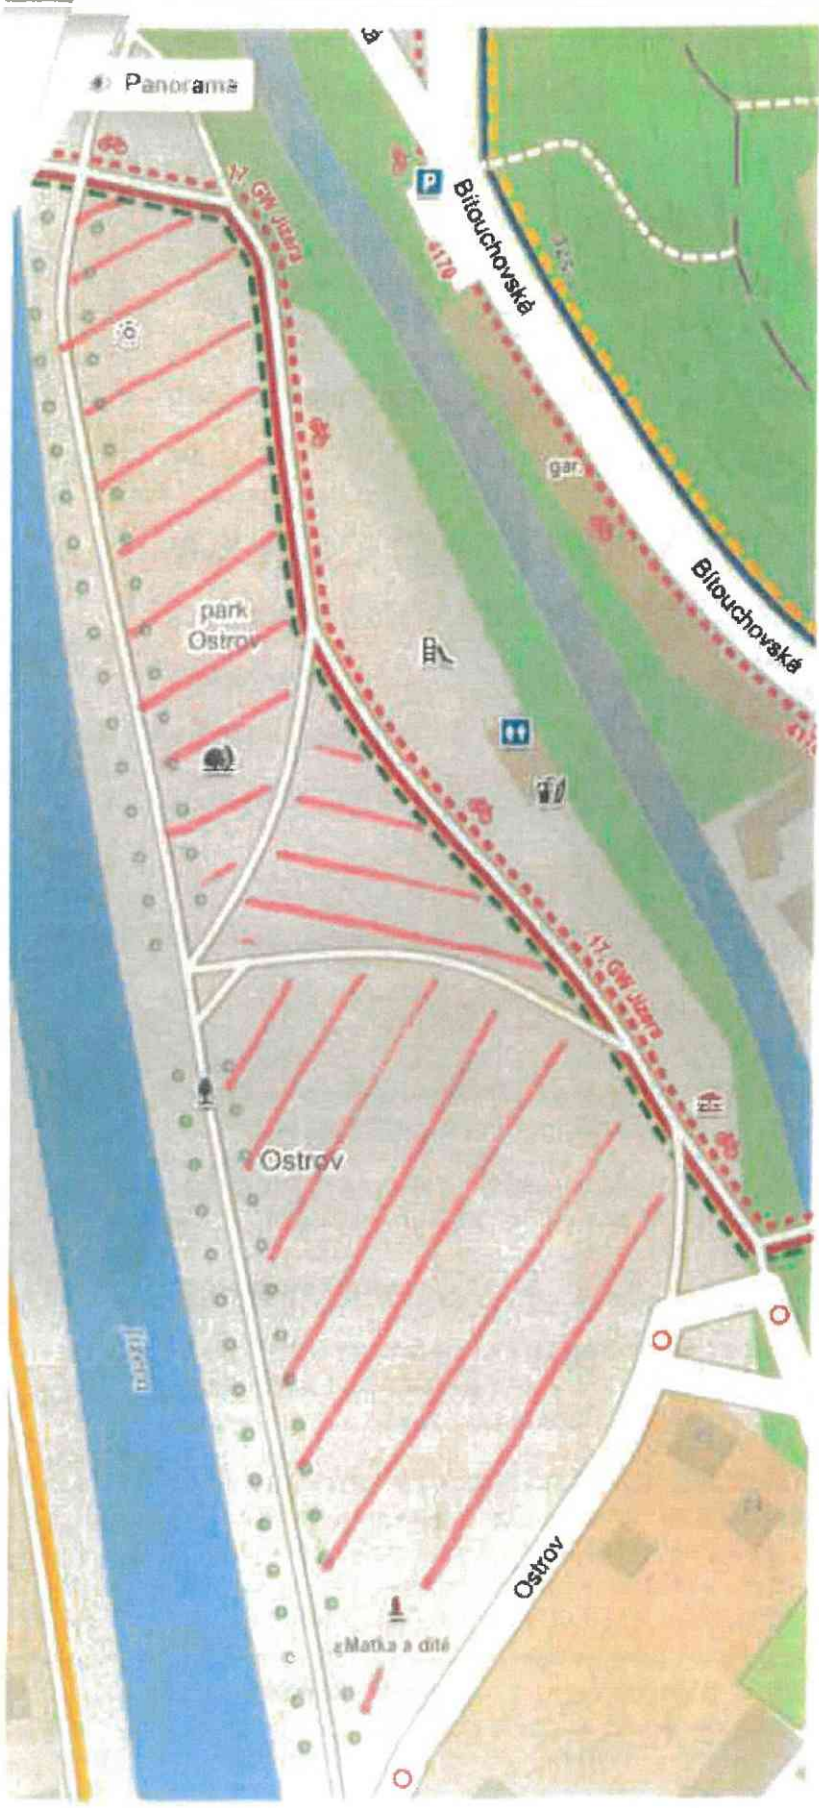 Panorama
17. GW Jizera
P
Bítouchovská
4170
gar.
Bítouchovská
park
Ostrov
17. GW Jizera
Ostrov
Jizera
Ostrov
Matka a dítě